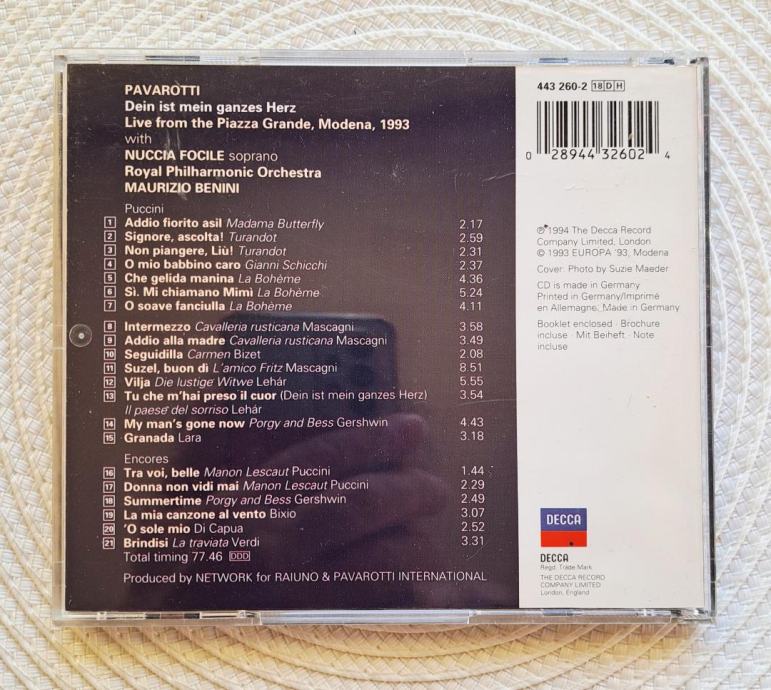 PAVAROTTI
Dein ist mein ganzes Herz
Live from the Piazza Grande, Modena, 1993
with
NUCCIA FOCILE soprano
Royal Philharmonic Orchestra
MAURIZIO BENINI
Puccini
1 Addio fiorito asil Madama Butterfly 2.17
2 Signore, ascolta! Turandot 2.59
3 Non piangere, Liù! Turandot 2.31
4 O mio babbino caro Gianni Schicchi 2.37
5 Che gelida manina La Bohème 4.36
6 Sì. Mi chiamano Mimì La Bohème 5.24
7 O soave fanciulla La Bohème 4.11
8 Intermezzo Cavalleria rusticana Mascagni 3.58
9 Addio alla madre Cavalleria rusticana Mascagni 3.49
10 Seguidilla Carmen Bizet 2.08
11 Suzel, buon dì L'amico Fritz Mascagni 8.51
12 Vilja Die lustige Witwe Lehár 5.55
13 Tu che m'hai preso il cuor (Dein ist mein ganzes Herz) 3.54
Il paese del sorriso Lehár
14 My man's gone now Porgy and Bess Gershwin 4.43
15 Granada Lara 3.18
Encores
16 Tra voi, belle Manon Lescaut Puccini 1.44
17 Donna non vidi mai Manon Lescaut Puccini 2.29
18 Summertime Porgy and Bess Gershwin 2.49
19 La mia canzone al vento Bixio 3.07
20 'O sole mio Di Capua 2.52
21 Brindisi La traviata Verdi 3.31
Total timing 77.46 DDD
Produced by NETWORK for RAIUNO & PAVAROTTI INTERNATIONAL
443 260-2 18 D H
0 28944 32602 4
℗ 1994 The Decca Record
Company Limited, London
© 1993 EUROPA '93, Modena
Cover: Photo by Suzie Maeder
CD is made in Germany
Printed in Germany/Imprimé
en Allemagne. Made in Germany
Booklet enclosed · Brochure
incluse · Mit Beiheft · Note
incluse
DECCA
DECCA
Regd. Trade Mark
THE DECCA RECORD
COMPANY LIMITED
London, England